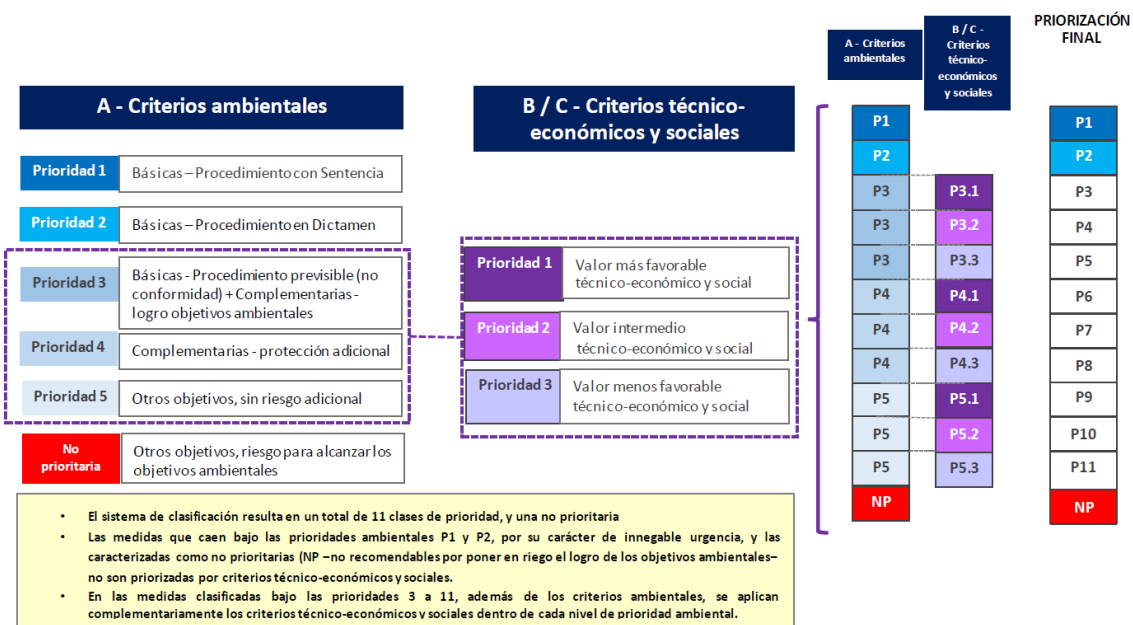 A - Criterios ambientales
Prioridad 1
Básicas – Procedimiento con Sentencia
Prioridad 2
Básicas – Procedimiento en Dictamen
Prioridad 3
Básicas - Procedimiento previsible (no
conformidad) + Complementarias -
logro objetivos ambientales
Prioridad 4
Complementarias - protección adicional
Prioridad 5
Otros objetivos, sin riesgo adicional
No
prioritaria
Otros objetivos, riesgo para alcanzar los
objetivos ambientales
B / C - Criterios técnico-
económicos y sociales
Prioridad 1
Valor más favorable
técnico-económico y social
Prioridad 2
Valor intermedio
técnico-económico y social
Prioridad 3
Valor menos favorable
técnico-económico y social
A - Criterios
ambientales
B / C -
Criterios
técnico-
económicos
y sociales
PRIORIZACIÓN
FINAL
P1
P1
P2
P2
P3
P3.1
P3
P3
P3.2
P4
P3
P3.3
P5
P4
P4.1
P6
P4
P4.2
P7
P4
P4.3
P8
P5
P5.1
P9
P5
P5.2
P10
P5
P5.3
P11
NP
NP
• El sistema de clasificación resulta en un total de 11 clases de prioridad, y una no prioritaria
• Las medidas que caen bajo las prioridades ambientales P1 y P2, por su carácter de innegable urgencia, y las
caracterizadas como no prioritarias (NP –no recomendables por poner en riego el logro de los objetivos ambientales–
no son priorizadas por criterios técnico-económicos y sociales.
• En las medidas clasificadas bajo las prioridades 3 a 11, además de los criterios ambientales, se aplican
complementariamente los criterios técnico-económicos y sociales dentro de cada nivel de prioridad ambiental.